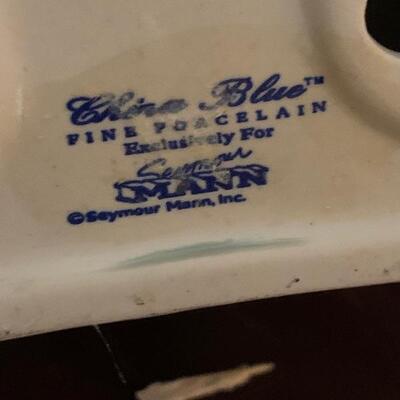 China Blue™
FINE PORCELAIN
Exclusively For
Seymour
MANN
©Seymour Mann, Inc.